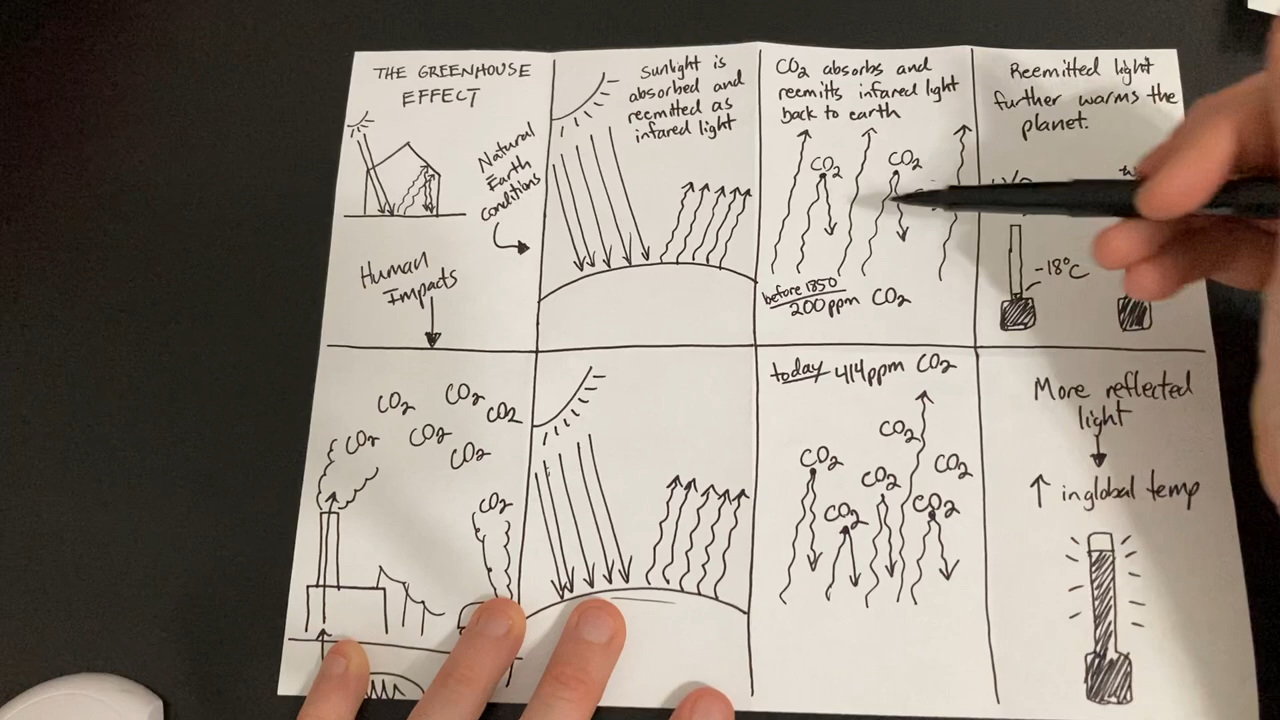 THE GREENHOUSE
EFFECT
Natural
Earth
conditions
Human
Impacts
Sunlight is
absorbed and
reemitted as
infared light
CO2 absorbs and
reemitts infared light
back to earth
CO2
CO2
before 1850
200ppm CO2
Reemitted light
further warms the
planet.
-18°C
CO2
CO2
CO2
CO2
CO2
CO2
CO2
today 414ppm CO2
CO2
CO2
CO2
CO2
CO2
CO2
More reflected
light
↑ in global temp